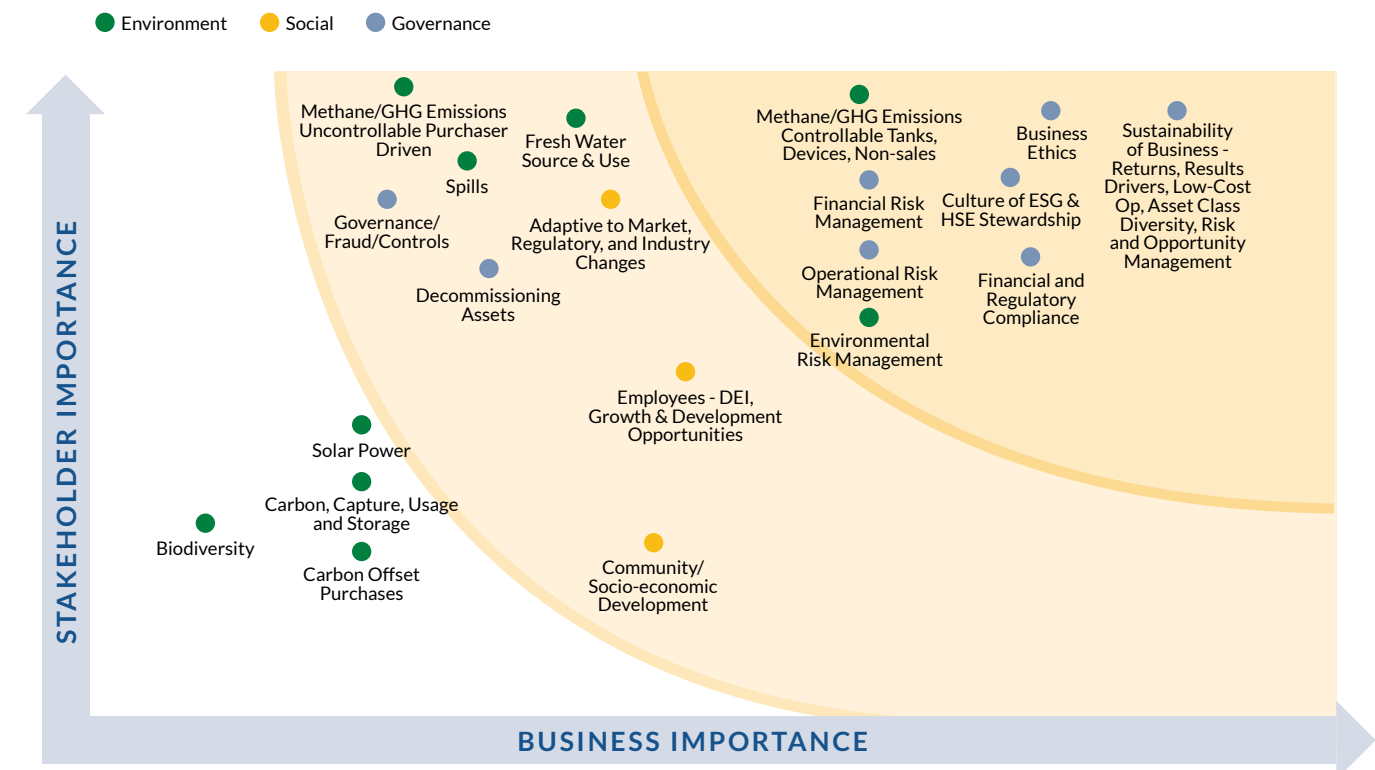 Environment
Social
Governance
STAKEHOLDER IMPORTANCE
Methane/GHG Emissions
Uncontrollable Purchaser
Driven
Fresh Water
Source & Use
Spills
Governance/
Fraud/Controls
Adaptive to Market,
Regulatory, and Industry
Changes
Decommissioning
Assets
Methane/GHG Emissions
Controllable Tanks,
Devices, Non-sales
Business
Ethics
Sustainability
of Business -
Returns, Results
Drivers, Low-Cost
Op, Asset Class
Diversity, Risk
and Opportunity
Management
Financial Risk
Management
Culture of ESG &
HSE Stewardship
Operational Risk
Management
Financial and
Regulatory
Compliance
Environmental
Risk Management
Employees - DEI,
Growth & Development
Opportunities
Solar Power
Carbon, Capture, Usage
and Storage
Biodiversity
Carbon Offset
Purchases
Community/
Socio-economic
Development
BUSINESS IMPORTANCE